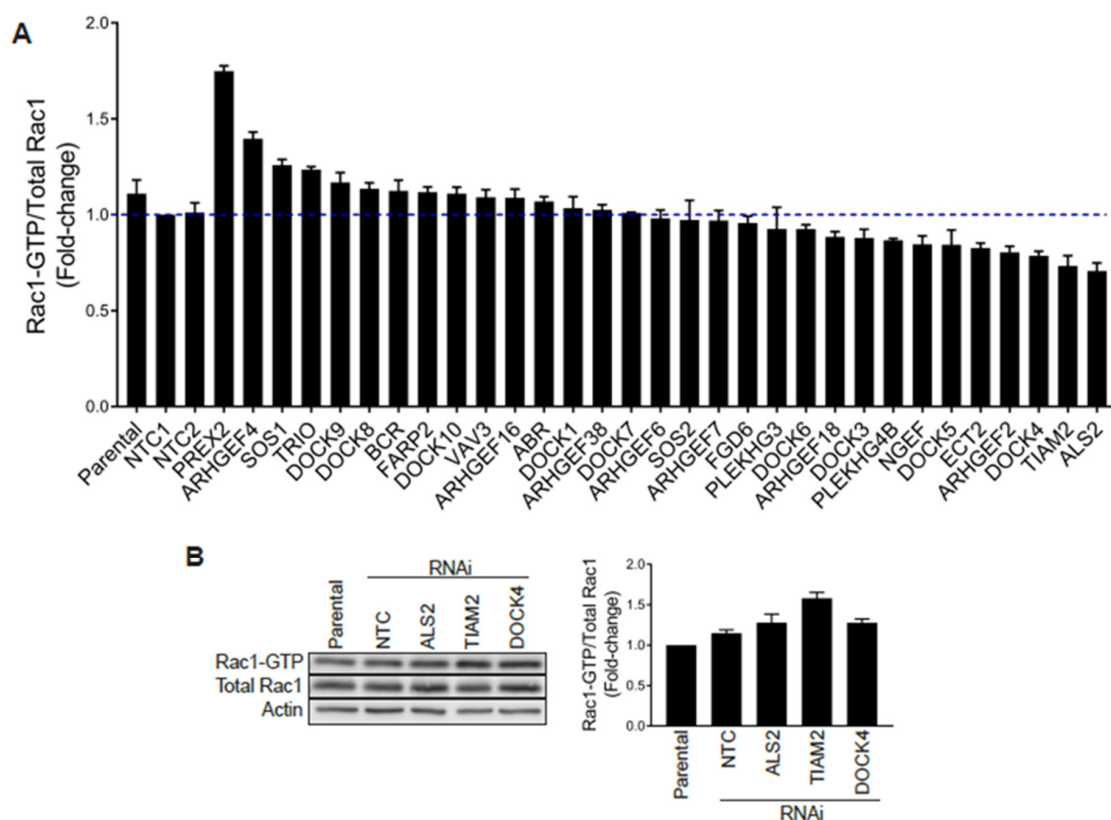 A
Rac1-GTP/Total Rac1
(Fold-change)
2.0
1.5
1.0
0.5
0.0
Parental
NTC1
NTC2
PREX2
ARHGEF4
SOS1
TRIO
DOCK9
DOCK8
BCR
FARP2
DOCK10
VAV3
ARHGEF16
ABR
DOCK1
ARHGEF38
DOCK7
ARHGEF6
SOS2
ARHGEF7
FGD6
PLEKHG3
DOCK6
ARHGEF18
DOCK3
PLEKHG4B
NGEF
DOCK5
ECT2
ARHGEF2
DOCK4
TIAM2
ALS2
B
RNAi
Parental
NTC
ALS2
TIAM2
DOCK4
Rac1-GTP
Total Rac1
Actin
Rac1-GTP/Total Rac1
(Fold-change)
2.0
1.5
1.0
0.5
0.0
Parental
NTC
ALS2
TIAM2
DOCK4
RNAi